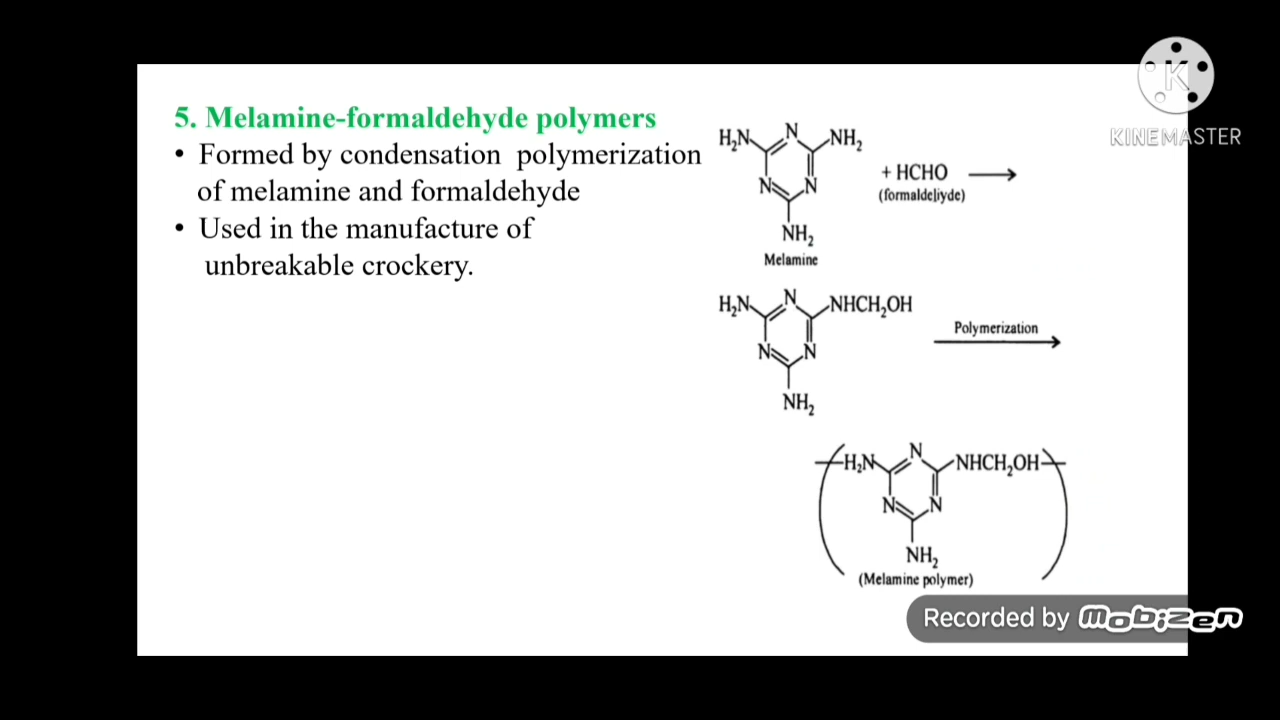 5. Melamine-formaldehyde polymers
• Formed by condensation polymerization
of melamine and formaldehyde
• Used in the manufacture of
unbreakable crockery.
H₂N N NH₂
N N
NH₂
Melamine
+ HCHO
(formaldeliyde)
H₂N N NHCH₂OH
N N
NH₂
Polymerization
H₂N N NHCH₂OH
N N
NH₂
(Melamine polymer)
K
KINEMASTER
Recorded by Mobizen